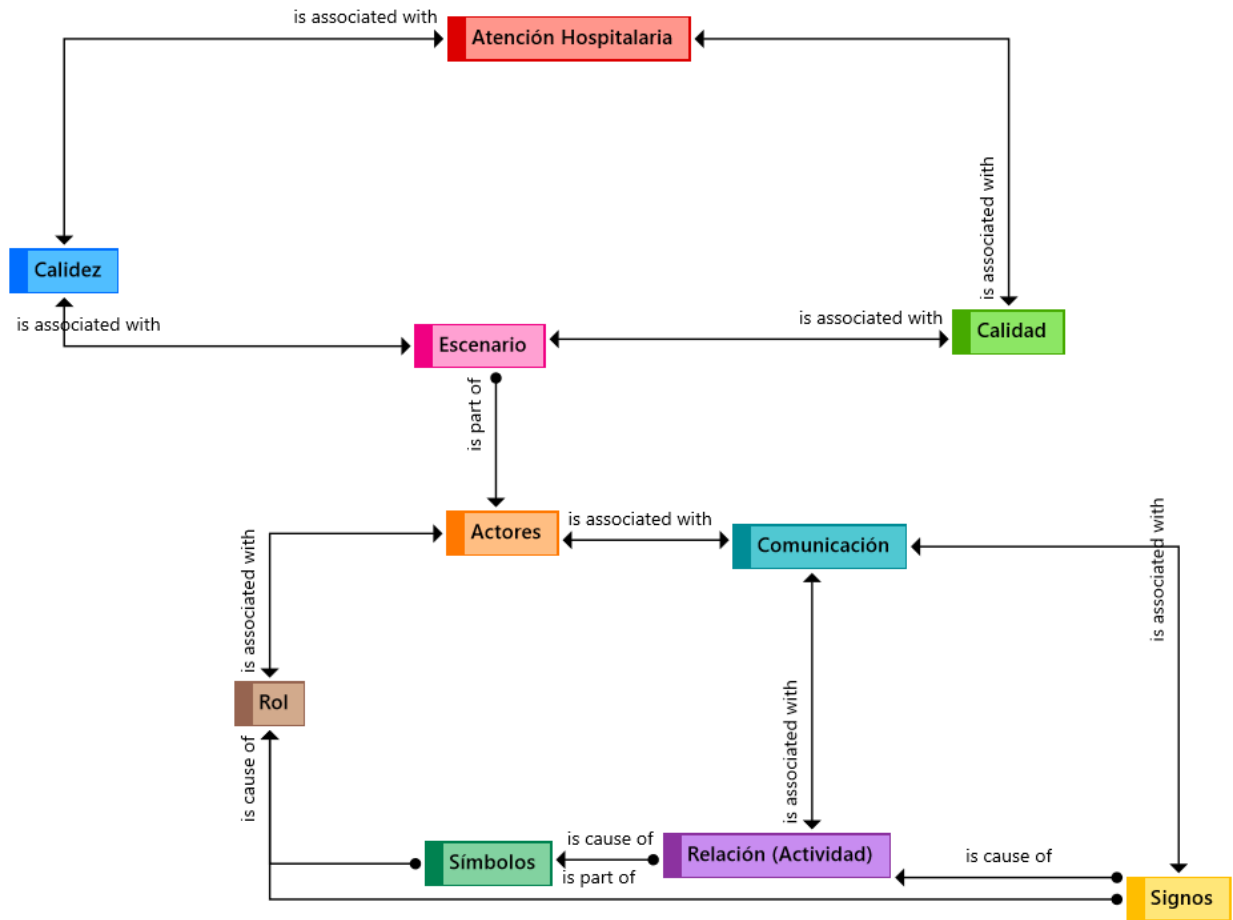 is associated with
Atención Hospitalaria
is associated with
Calidez
is associated with
Escenario
is associated with
Calidad
is part of
Actores
is associated with
Comunicación
is associated with
is associated with
Rol
is associated with
is cause of
Símbolos
is cause of
is part of
Relación (Actividad)
is cause of
Signos